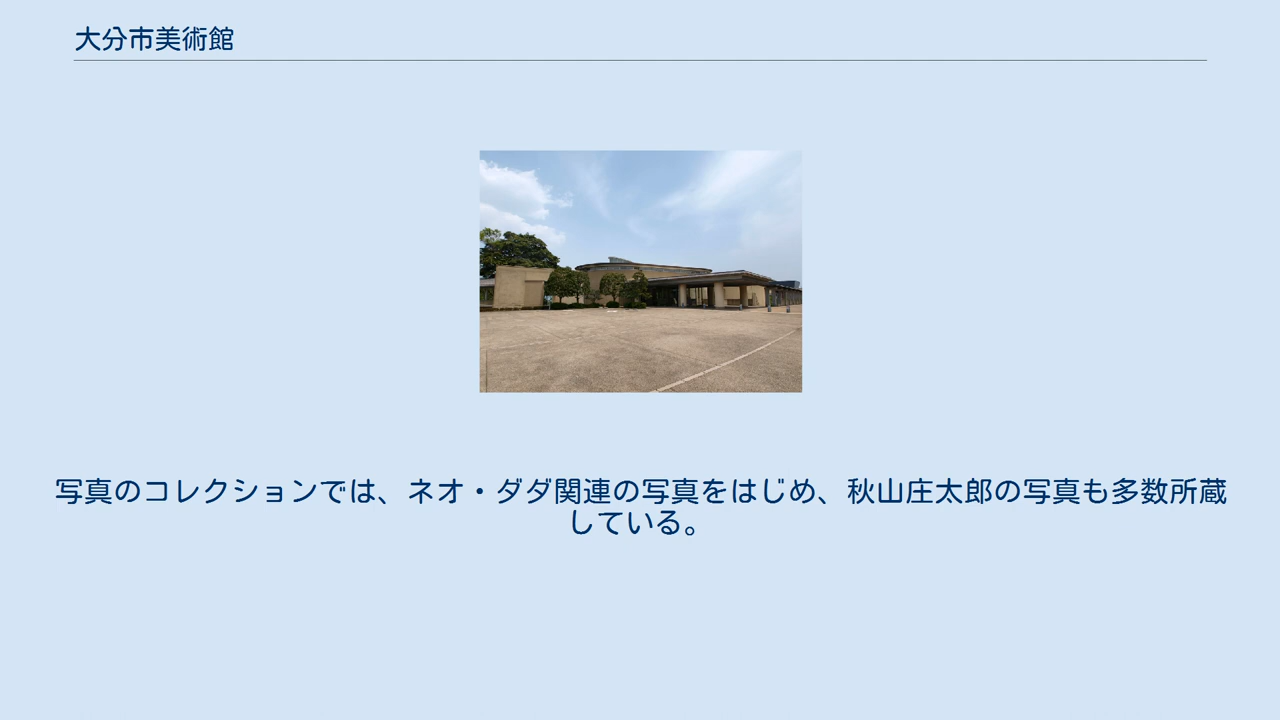 大分市美術館
写真のコレクションでは、ネオ・ダダ関連の写真をはじめ、秋山庄太郎の写真も多数所蔵
している。